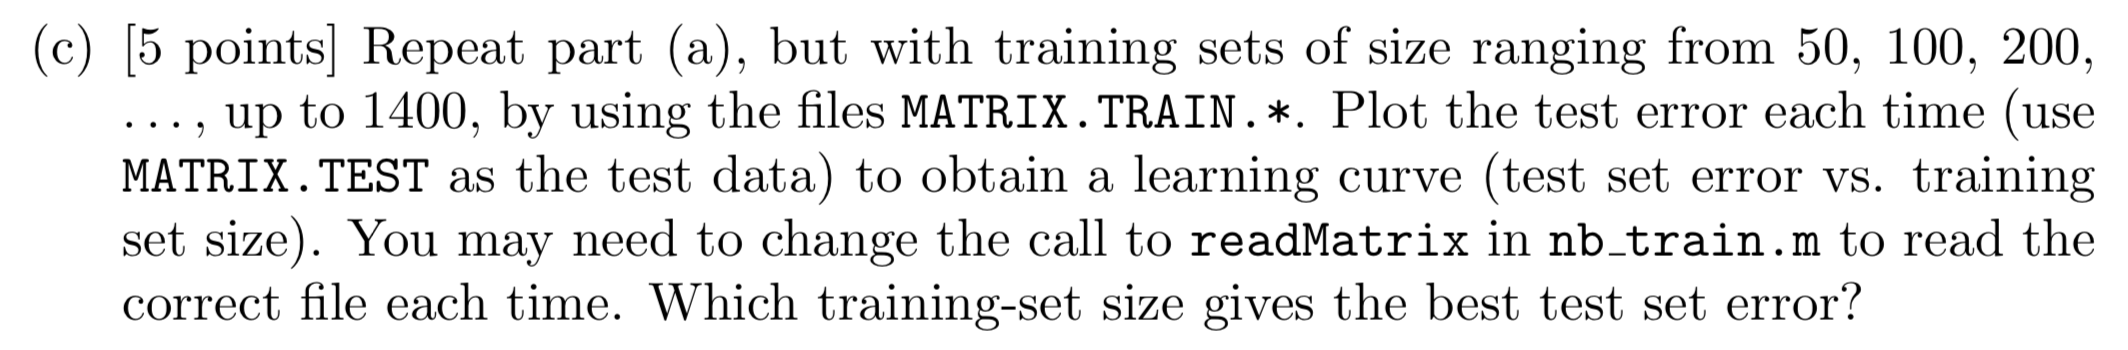 (c) [5 points] Repeat part (a), but with training sets of size ranging from 50, 100, 200,
..., up to 1400, by using the files MATRIX.TRAIN.*. Plot the test error each time (use
MATRIX.TEST as the test data) to obtain a learning curve (test set error vs. training
set size). You may need to change the call to readMatrix in nb_train.m to read the
correct file each time. Which training-set size gives the best test set error?